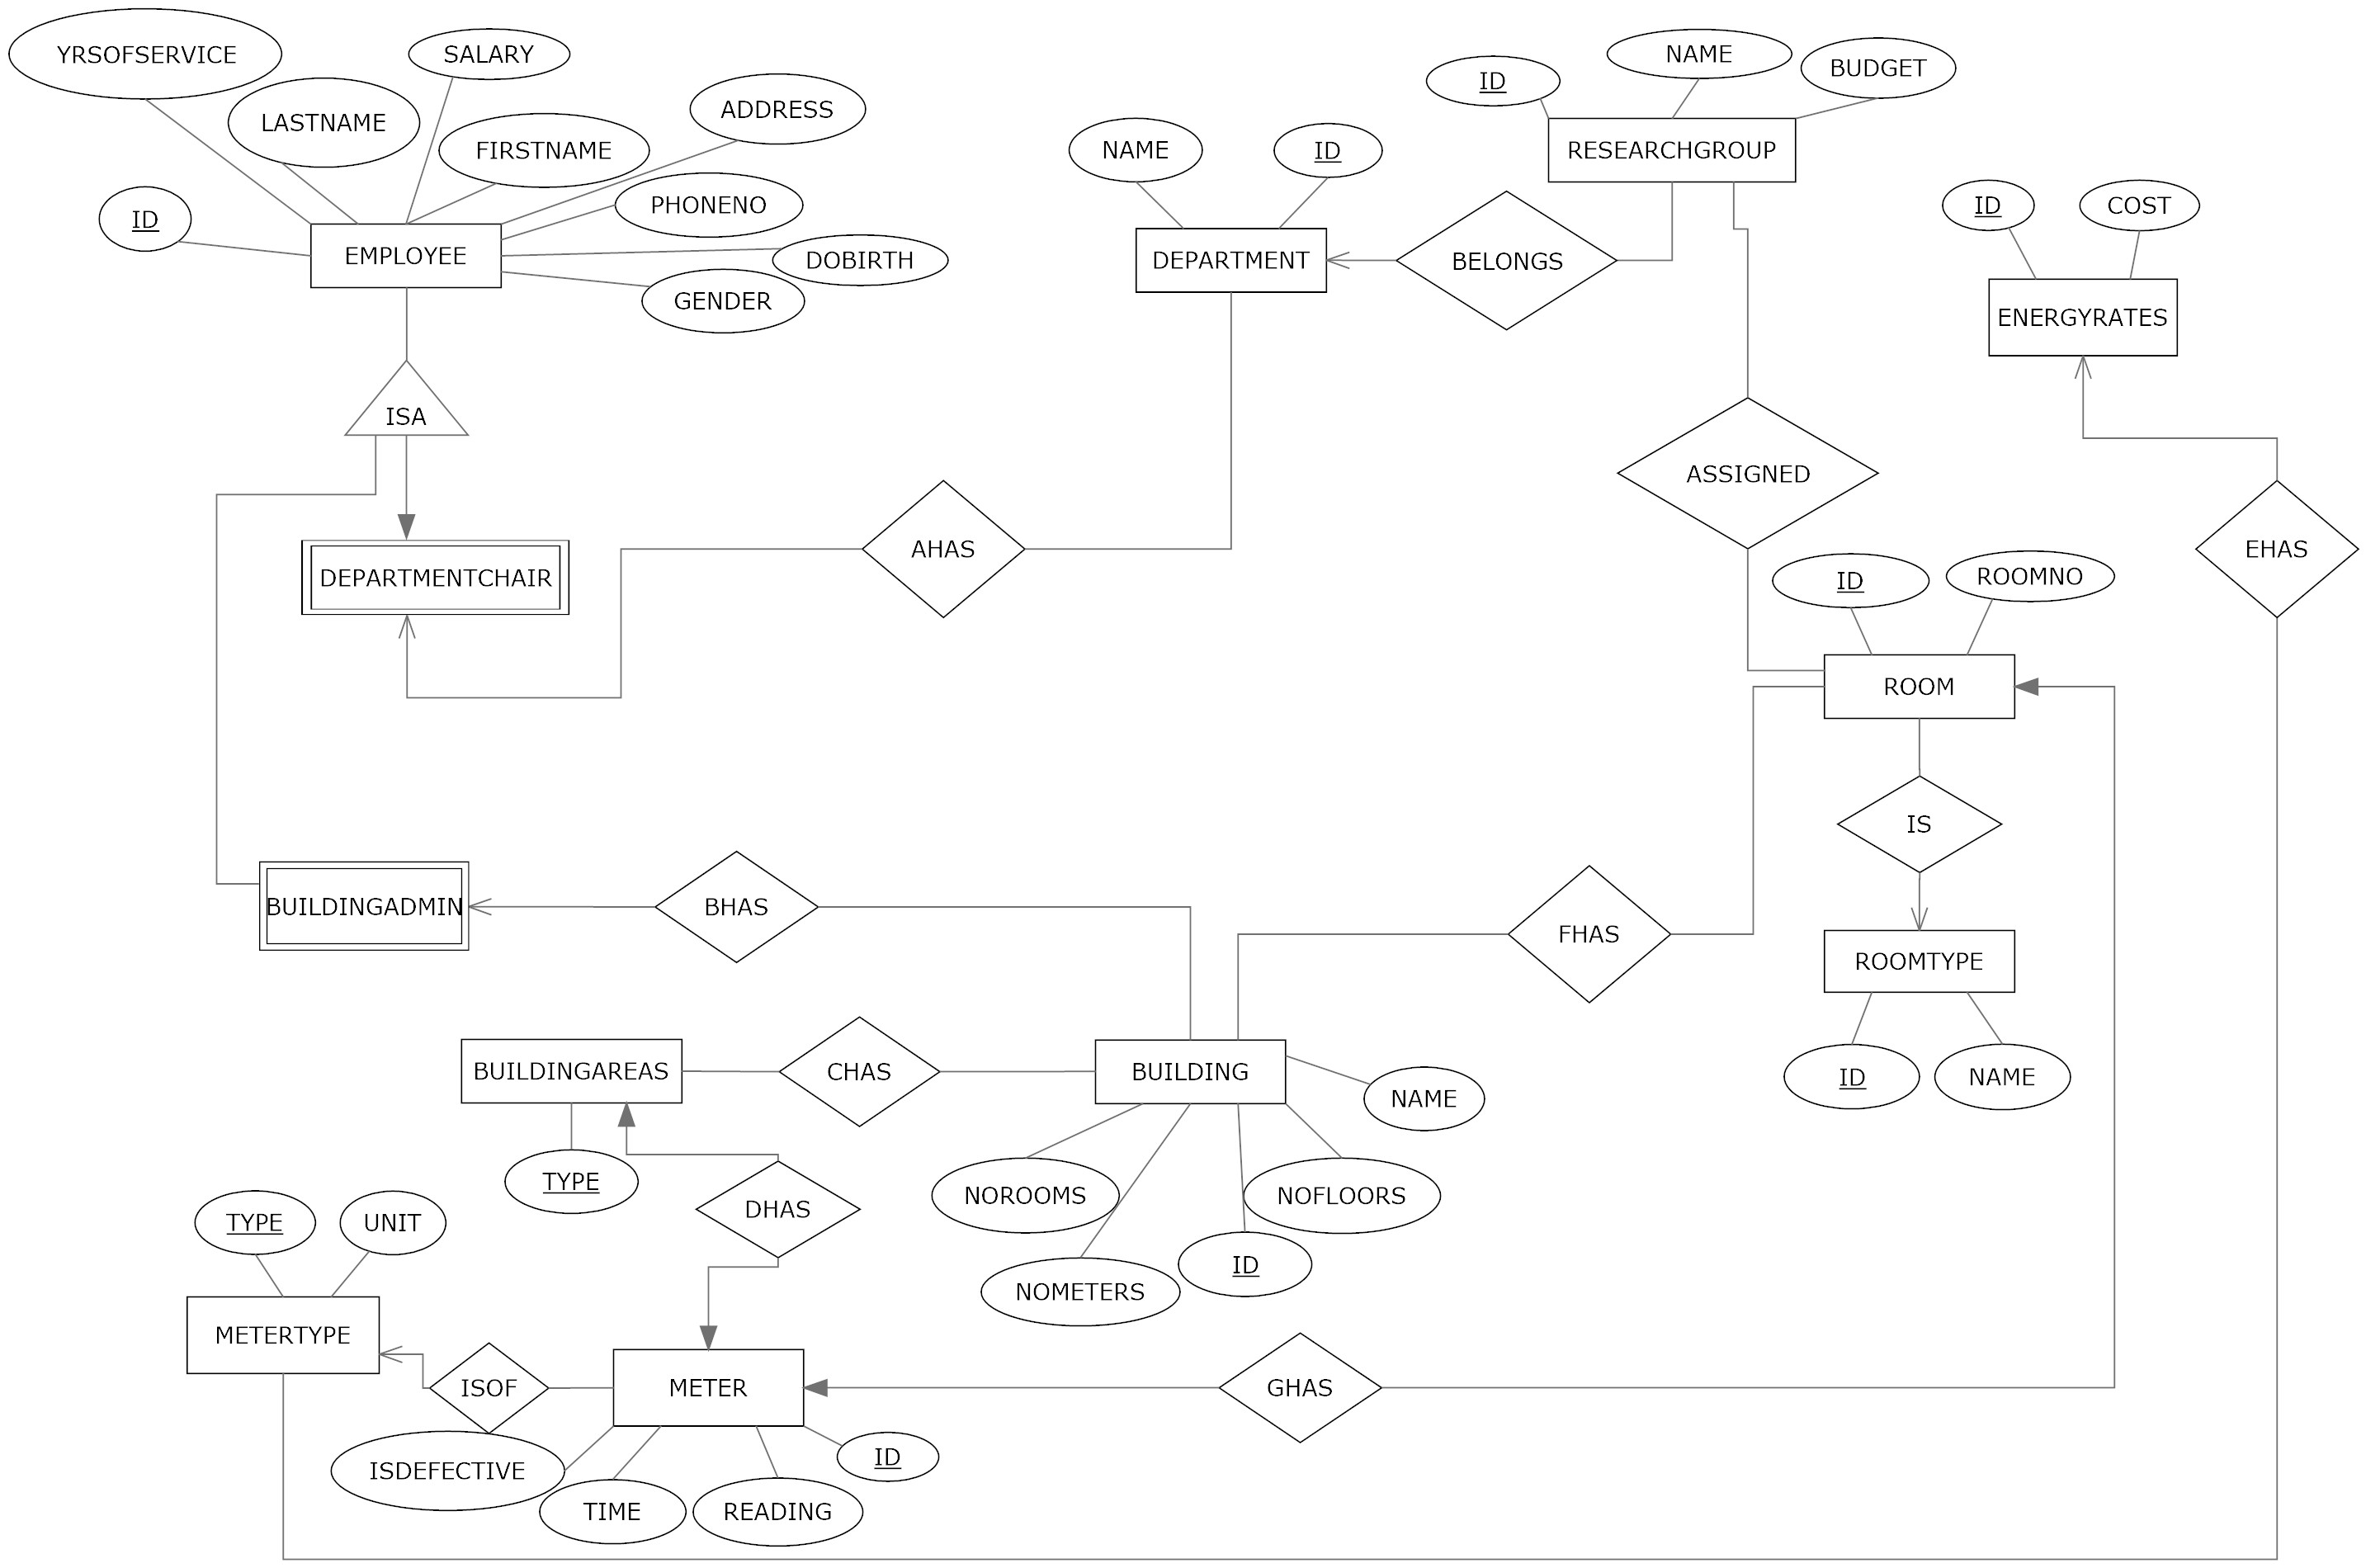 YRSOFSERVICE
SALARY
NAME
BUDGET
ID
ADDRESS
LASTNAME
FIRSTNAME
NAME
ID
RESEARCHGROUP
ID
PHONENO
ID
COST
EMPLOYEE
DOBIRTH
DEPARTMENT
BELONGS
GENDER
ENERGYRATES
ISA
ASSIGNED
AHAS
EHAS
DEPARTMENTCHAIR
ID
ROOMNO
ROOM
IS
BUILDINGADMIN
BHAS
FHAS
ROOMTYPE
BUILDINGAREAS
CHAS
BUILDING
ID
NAME
NAME
TYPE
NOROOMS
NOFLOORS
DHAS
TYPE
UNIT
ID
NOMETERS
METERTYPE
ISOF
METER
GHAS
ID
ISDEFECTIVE
TIME
READING